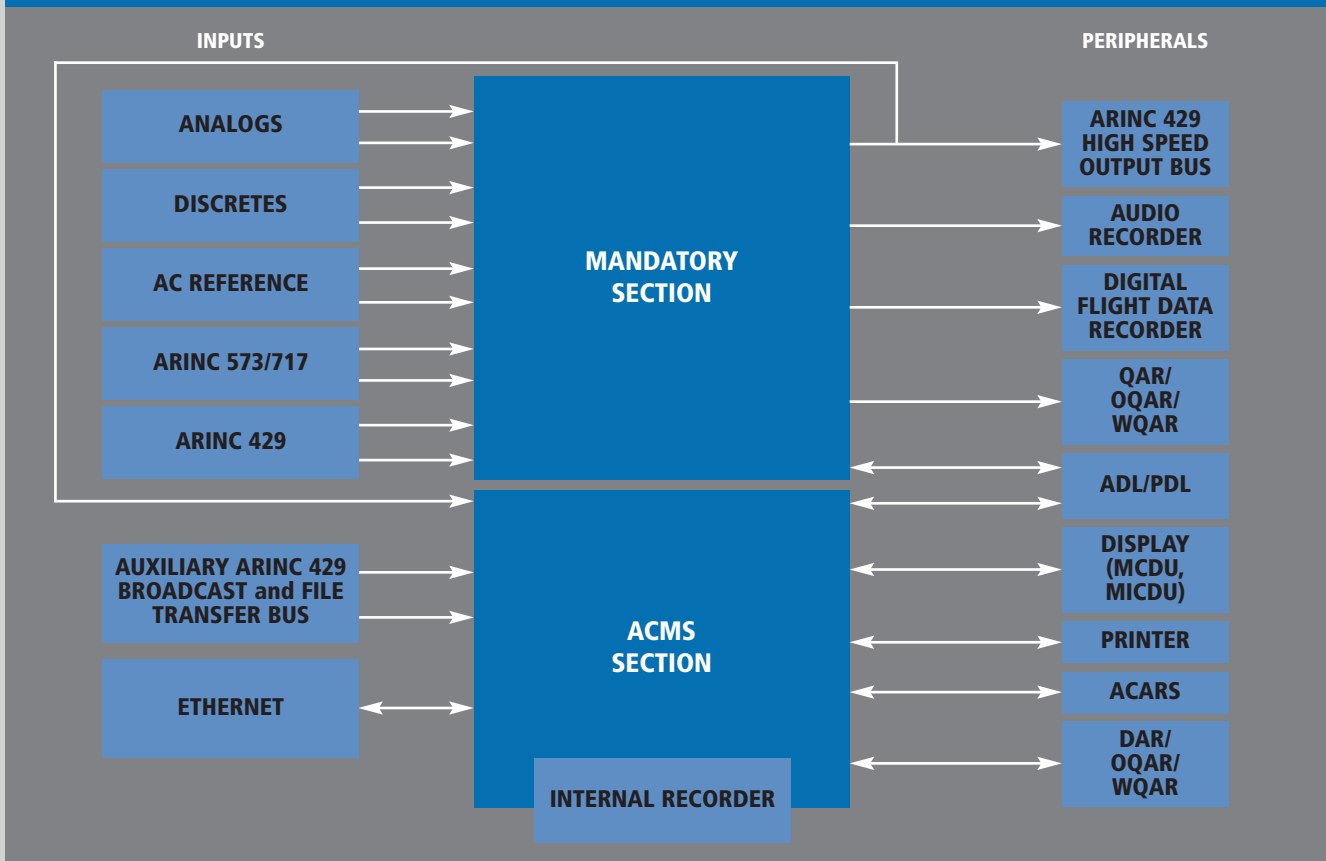 INPUTS
PERIPHERALS
ANALOGS
DISCRETES
AC REFERENCE
ARINC 573/717
ARINC 429
AUXILIARY ARINC 429
BROADCAST and FILE
TRANSFER BUS
ETHERNET
MANDATORY
SECTION
ACMS
SECTION
INTERNAL RECORDER
ARINC 429
HIGH SPEED
OUTPUT BUS
AUDIO
RECORDER
DIGITAL
FLIGHT DATA
RECORDER
QAR/
OQAR/
WQAR
ADL/PDL
DISPLAY
(MCDU,
MICDU)
PRINTER
ACARS
DAR/
OQAR/
WQAR